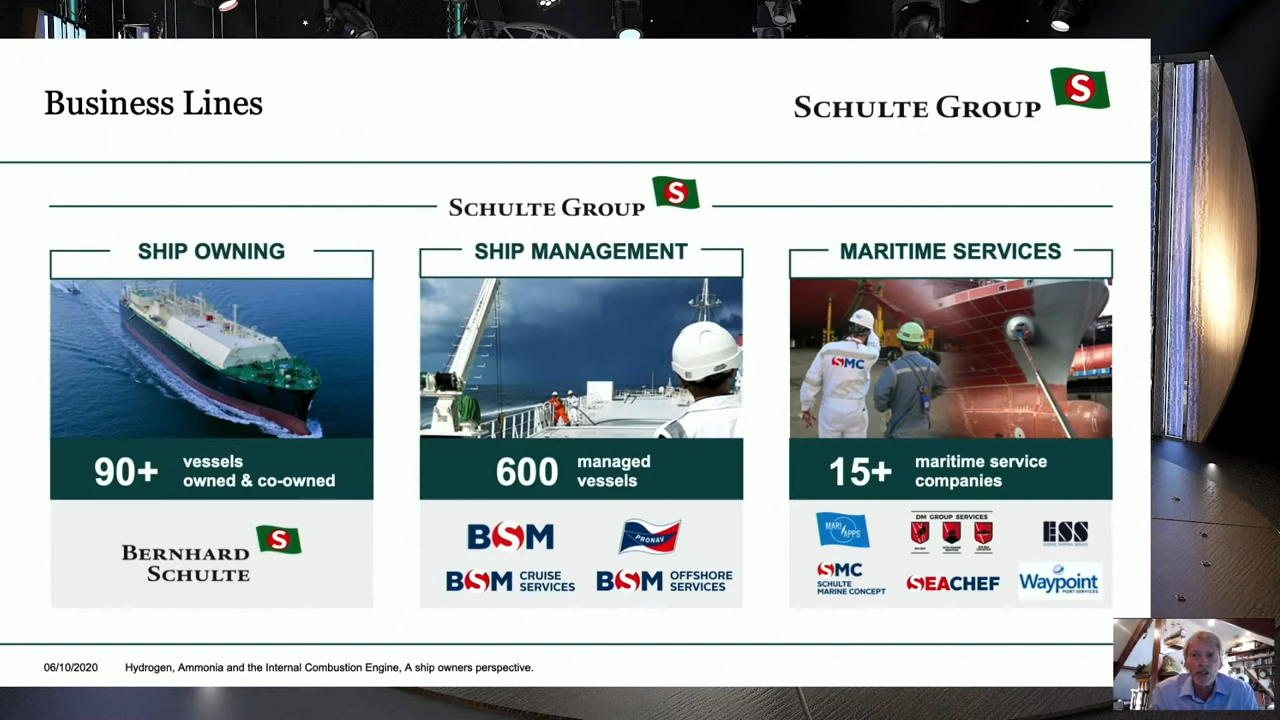 Business Lines
SCHULTE GROUP
S
SCHULTE GROUP
S
SHIP OWNING
SHIP MANAGEMENT
MARITIME SERVICES
SMC
90+
vessels
owned & co-owned
600
managed
vessels
15+
maritime service
companies
BERNHARD
SCHULTE
S
BSM
PRONAV
BSM CRUISE
SERVICES
BSM OFFSHORE
SERVICES
MARI
APPS
DM GROUP SERVICES
ESS
SMC
SCHULTE
MARINE CONCEPT
SEACHEF
Waypoint
PORT SERVICES
06/10/2020
Hydrogen, Ammonia and the Internal Combustion Engine, A ship owners perspective.